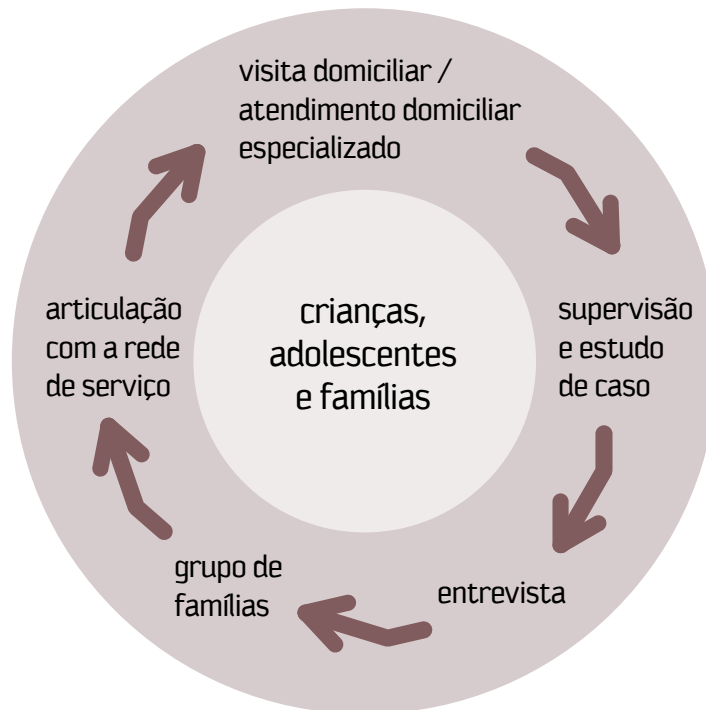 visita domiciliar /
atendimento domiciliar
especializado
supervisão
e estudo
de caso
entrevista
grupo de
famílias
articulação
com a rede
de serviço
crianças,
adolescentes
e famílias